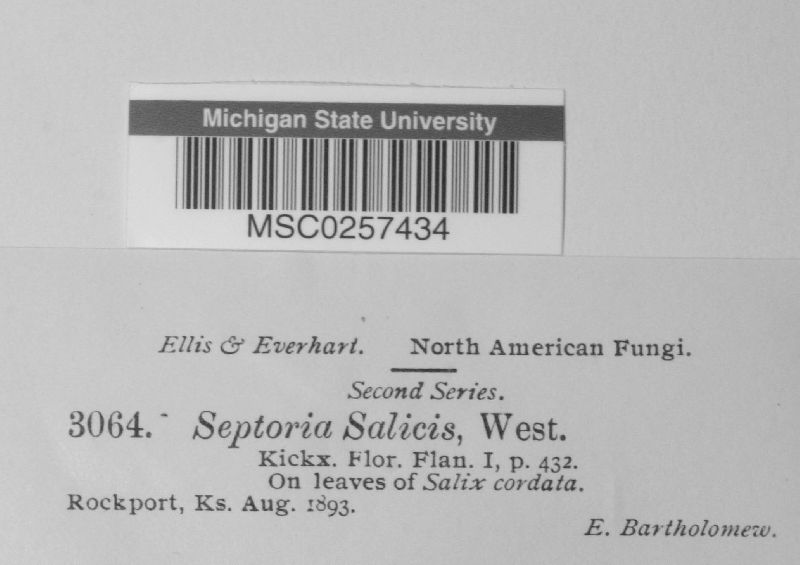 Michigan State University
MSC0257434
Ellis & Everhart. North American Fungi.
Second Series.
3064. Septoria Salicis, West.
Kickx. Flor. Flan. I, p. 432.
On leaves of Salix cordata.
Rockport, Ks. Aug. 1893.
E. Bartholomew.